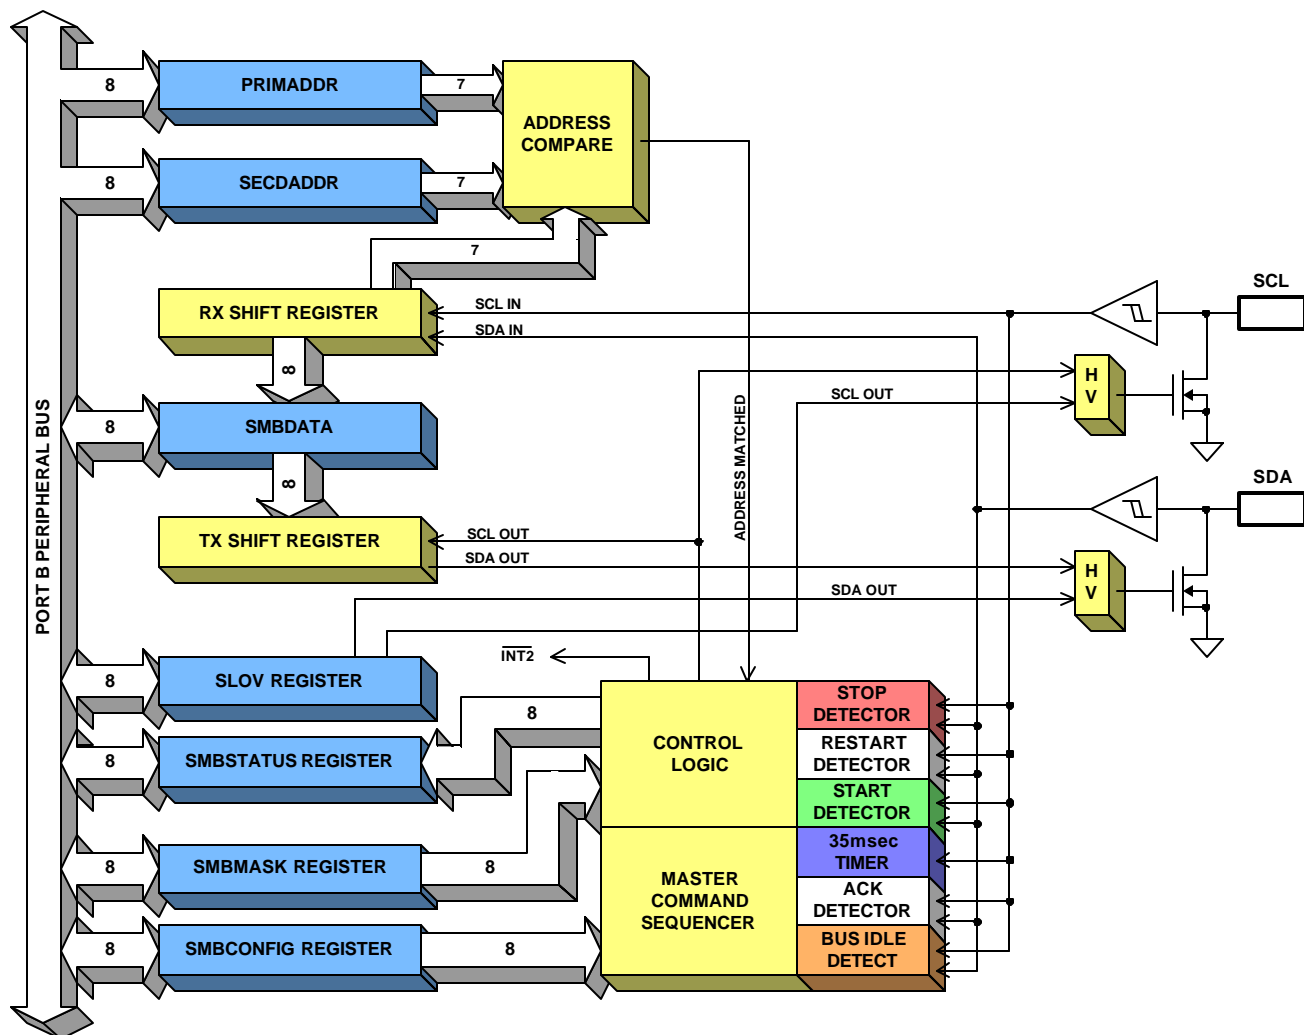 PORT B PERIPHERAL BUS
8
PRIMADDR
7
ADDRESS
COMPARE
8
SECDADDR
7
7
RX SHIFT REGISTER
SCL IN
SDA IN
SCL
8
H
V
SCL OUT
8
SMBDATA
ADDRESS MATCHED
8
SDA
TX SHIFT REGISTER
SCL OUT
SDA OUT
H
V
SDA OUT
INT2
8
SLOV REGISTER
8
8
SMBSTATUS REGISTER
CONTROL
LOGIC
STOP
DETECTOR
RESTART
DETECTOR
START
DETECTOR
8
SMBMASK REGISTER
8
MASTER
COMMAND
SEQUENCER
35msec
TIMER
ACK
DETECTOR
BUS IDLE
DETECT
8
SMBCONFIG REGISTER
8